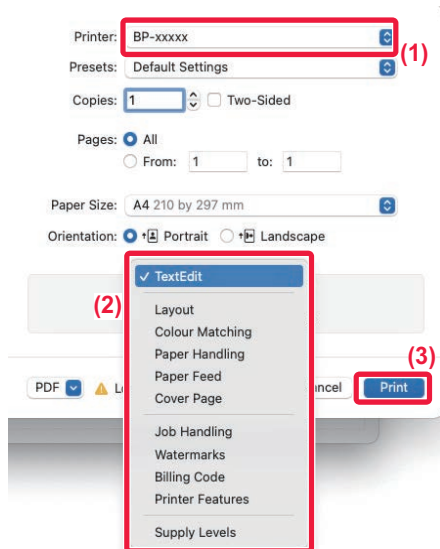 Printer: BP-xxxxx
(1)
Presets: Default Settings
Copies: 1 Two-Sided
Pages: All
From: 1 to: 1
Paper Size: A4 210 by 297 mm
Orientation: Portrait Landscape
(2)
✓ TextEdit
Layout
Colour Matching
Paper Handling
Paper Feed
Cover Page
(3)
PDF L ncel Print
Job Handling
Watermarks
Billing Code
Printer Features
Supply Levels